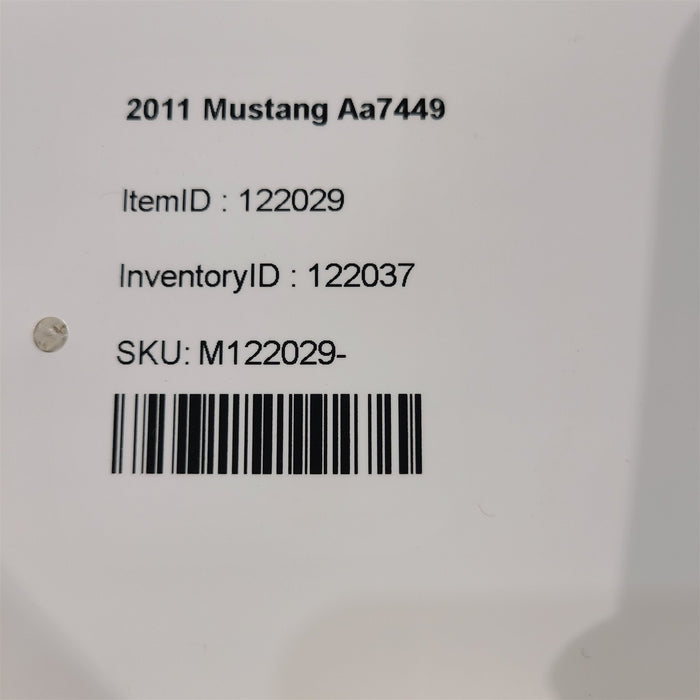 2011 Mustang Aa7449
ItemID : 122029
InventoryID : 122037
SKU: M122029-